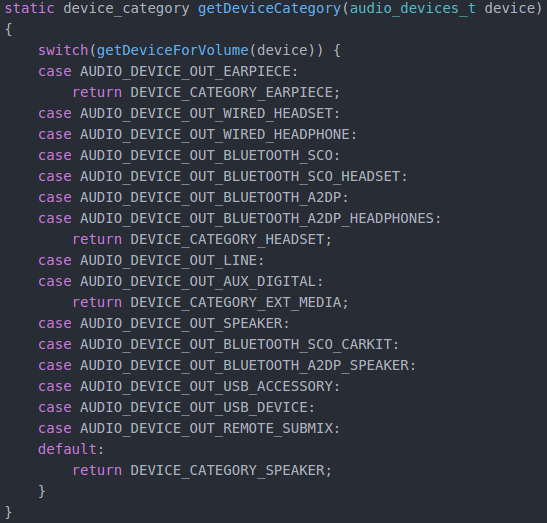 static device_category getDeviceCategory(audio_devices_t device)
{
    switch(getDeviceForVolume(device)) {
    case AUDIO_DEVICE_OUT_EARPIECE:
        return DEVICE_CATEGORY_EARPIECE;
    case AUDIO_DEVICE_OUT_WIRED_HEADSET:
    case AUDIO_DEVICE_OUT_WIRED_HEADPHONE:
    case AUDIO_DEVICE_OUT_BLUETOOTH_SCO:
    case AUDIO_DEVICE_OUT_BLUETOOTH_SCO_HEADSET:
    case AUDIO_DEVICE_OUT_BLUETOOTH_A2DP:
    case AUDIO_DEVICE_OUT_BLUETOOTH_A2DP_HEADPHONES:
        return DEVICE_CATEGORY_HEADSET;
    case AUDIO_DEVICE_OUT_LINE:
    case AUDIO_DEVICE_OUT_AUX_DIGITAL:
        return DEVICE_CATEGORY_EXT_MEDIA;
    case AUDIO_DEVICE_OUT_SPEAKER:
    case AUDIO_DEVICE_OUT_BLUETOOTH_SCO_CARKIT:
    case AUDIO_DEVICE_OUT_BLUETOOTH_A2DP_SPEAKER:
    case AUDIO_DEVICE_OUT_USB_ACCESSORY:
    case AUDIO_DEVICE_OUT_USB_DEVICE:
    case AUDIO_DEVICE_OUT_REMOTE_SUBMIX:
    default:
        return DEVICE_CATEGORY_SPEAKER;
    }
}